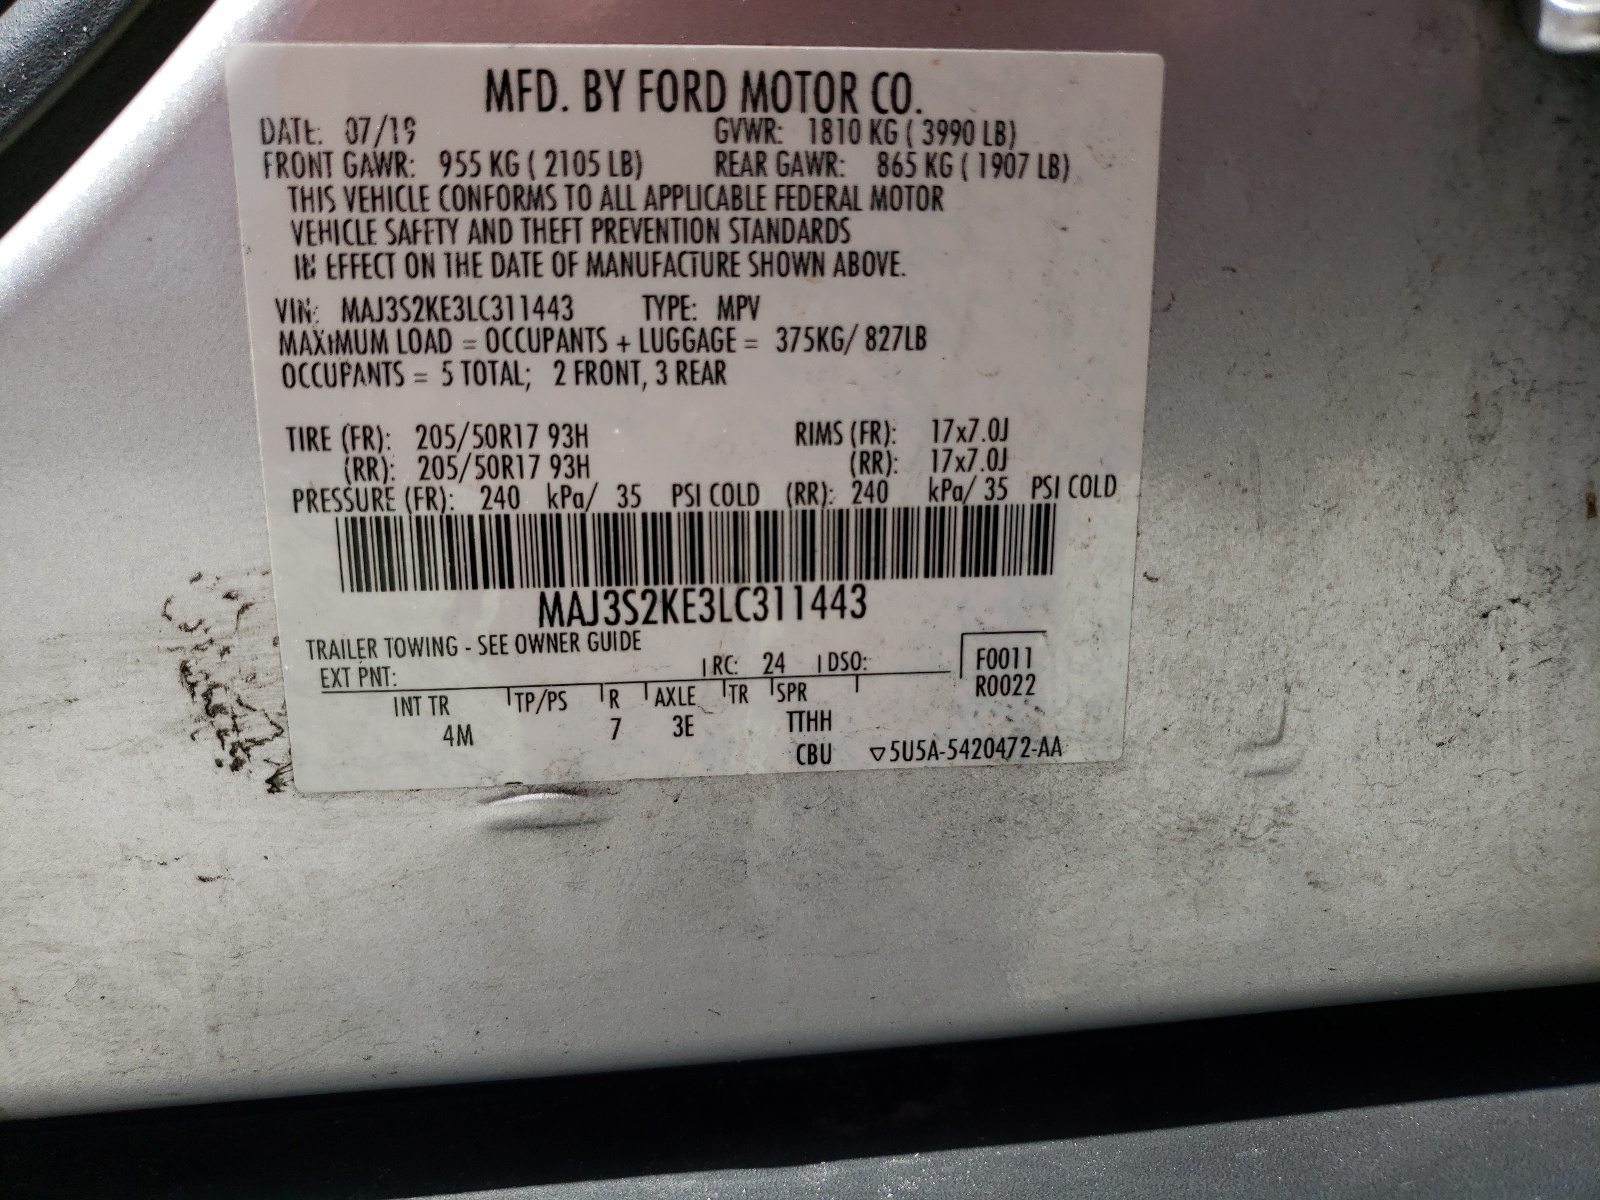 MFD. BY FORD MOTOR CO.
DATE: 07/19 GVWR: 1810 KG ( 3990 LB)
FRONT GAWR: 955 KG ( 2105 LB) REAR GAWR: 865 KG ( 1907 LB)
THIS VEHICLE CONFORMS TO ALL APPLICABLE FEDERAL MOTOR
VEHICLE SAFETY AND THEFT PREVENTION STANDARDS
IN EFFECT ON THE DATE OF MANUFACTURE SHOWN ABOVE.
VIN: MAJ3S2KE3LC311443 TYPE: MPV
MAXIMUM LOAD = OCCUPANTS + LUGGAGE = 375KG/ 827LB
OCCUPANTS = 5 TOTAL; 2 FRONT, 3 REAR
TIRE (FR): 205/50R17 93H RIMS (FR): 17x7.0J
(RR): 205/50R17 93H (RR): 17x7.0J
PRESSURE (FR): 240 kPa/ 35 PSI COLD (RR): 240 kPa/ 35 PSI COLD
MAJ3S2KE3LC311443
TRAILER TOWING - SEE OWNER GUIDE
EXT PNT: RC: 24 DSO: F0011
R0022
INT TR TP/PS R AXLE TR SPR
4M 7 3E TTHH
CBU ▽5U5A-5420472-AA